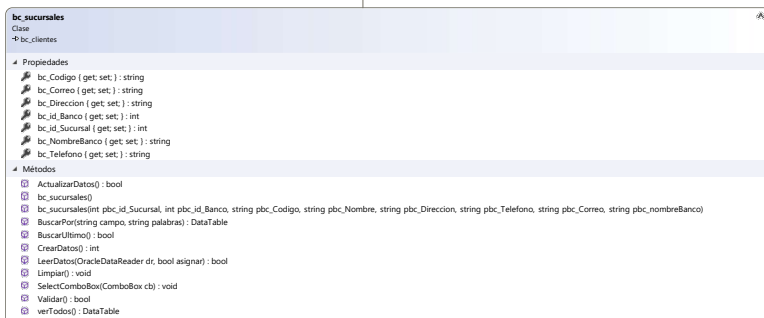 bc_sucursales
Clase
bc_clientes
Propiedades
bc_Codigo { get; set; } : string
bc_Correo { get; set; } : string
bc_Direccion { get; set; } : string
bc_id_Banco { get; set; } : int
bc_id_Sucursal { get; set; } : int
bc_NombreBanco { get; set; } : string
bc_Telefono { get; set; } : string
Métodos
ActualizarDatos() : bool
bc_sucursales()
bc_sucursales(int pbc_id_Sucursal, int pbc_id_Banco, string pbc_Codigo, string pbc_Nombre, string pbc_Direccion, string pbc_Telefono, string pbc_Correo, string pbc_nombreBanco)
BuscarPor(string campo, string palabras) : DataTable
BuscarUltimo() : bool
CrearDatos() : int
LeerDatos(OracleDataReader dr, bool asignar) : bool
Limpiar() : void
SelectComboBox(ComboBox cb) : void
Validar() : bool
verTodos() : DataTable